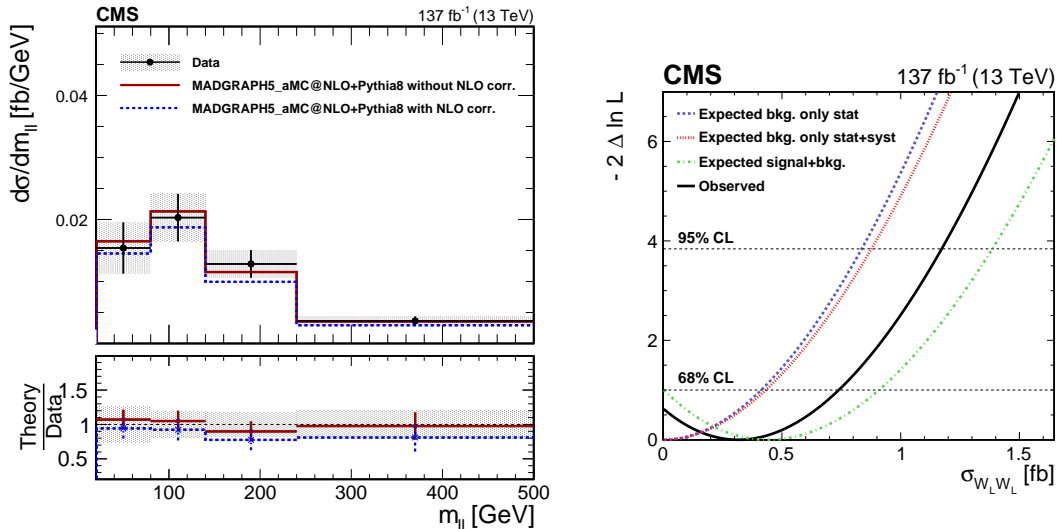 CMS
137 fb⁻¹ (13 TeV)
dσ/dm_ll [fb/GeV]
0.04
0.02
Data
MADGRAPH5_aMC@NLO+Pythia8 without NLO corr.
MADGRAPH5_aMC@NLO+Pythia8 with NLO corr.
Theory
Data
1.5
1
0.5
100 200 300 400 500
m_ll [GeV]
CMS
137 fb⁻¹ (13 TeV)
- 2 Δ ln L
6
4
2
0
Expected bkg. only stat
Expected bkg. only stat+syst
Expected signal+bkg.
Observed
95% CL
68% CL
0 0.5 1 1.5
σ_W_L W_L [fb]